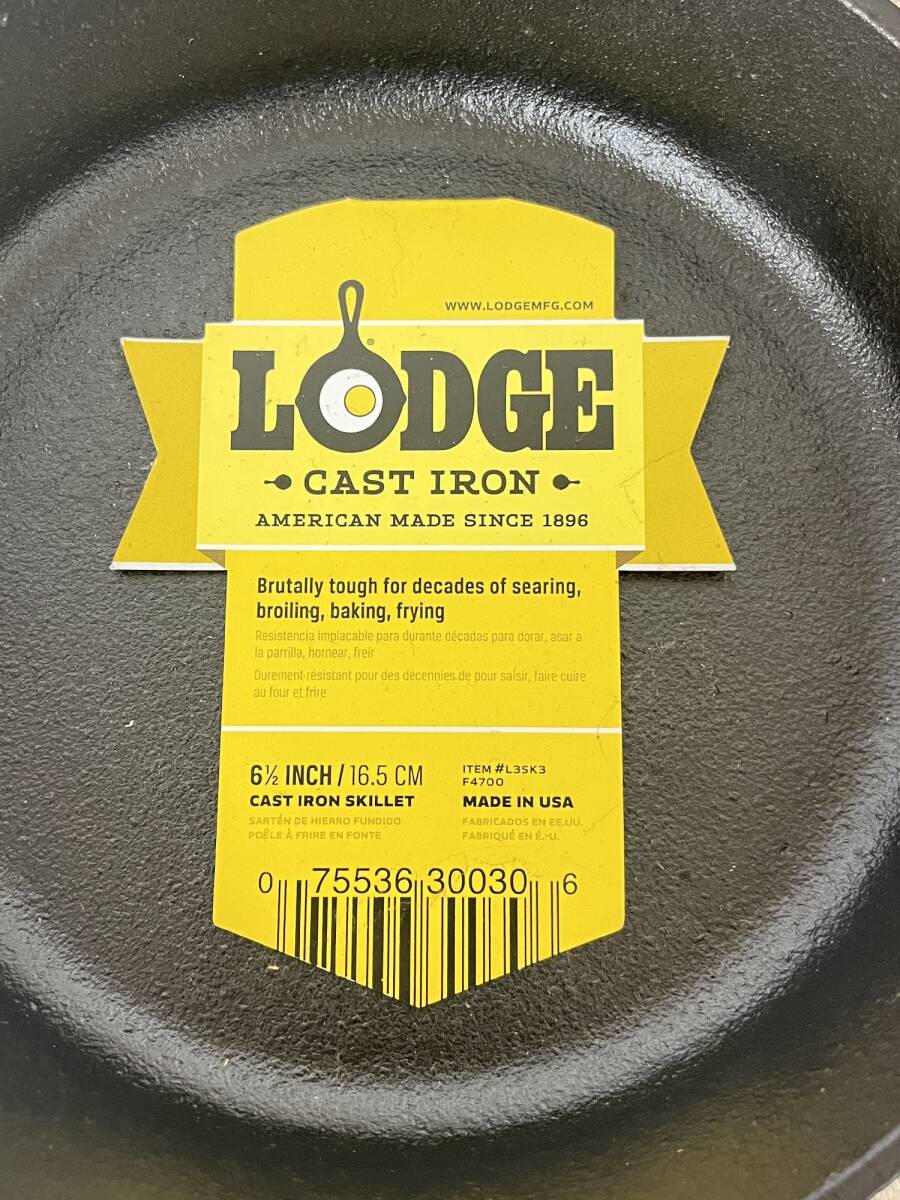 WWW.LODGEMFG.COM
LODGE®
CAST IRON
AMERICAN MADE SINCE 1896
Brutally tough for decades of searing,
broiling, baking, frying
Resistencia implacable para durante décadas para dorar, asar a
la parrilla, hornear, freír
Durement résistant pour des décennies de pour saisir, faire cuire
au four et frire
6½ INCH / 16.5 CM
CAST IRON SKILLET
SARTÉN DE HIERRO FUNDIDO
POÊLE À FRIRE EN FONTE
ITEM #L3SK3
F4700
MADE IN USA
FABRICADOS EN EE.UU.
FABRIQUÉ EN É.-U.
0 75536 30030 6